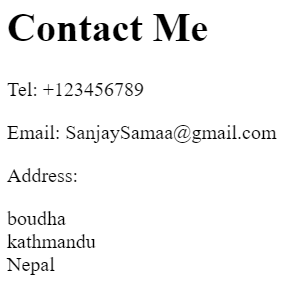 Contact Me
Tel: +123456789
Email: SanjaySamaa@gmail.com
Address:
boudha
kathmandu
Nepal